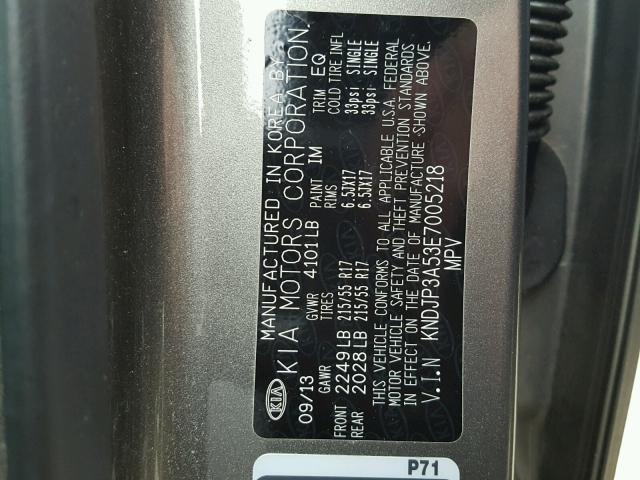 KIA
MANUFACTURED IN KOREA BY
KIA MOTORS CORPORATION
09/13 GVWR 4101LB PAINT IM TRIM EQ
GAWR TIRES RIMS COLD TIRE INFL
FRONT 2249LB 215/55 R17 6.5JX17 33psi SINGLE
REAR 2028LB 215/55 R17 6.5JX17 33psi SINGLE
THIS VEHICLE CONFORMS TO ALL APPLICABLE U.S.A. FEDERAL
MOTOR VEHICLE SAFETY AND THEFT PREVENTION STANDARDS
IN EFFECT ON THE DATE OF MANUFACTURE SHOWN ABOVE.
V.I.N KNDJP3A53E7005218
MPV
P71